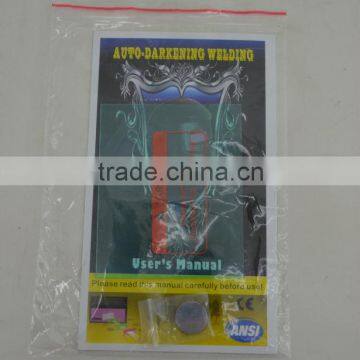 AUTO-DARKENING WELDING
trade.china.cn
User's Manual
Please read this manual carefully before use!
CE
ANSI